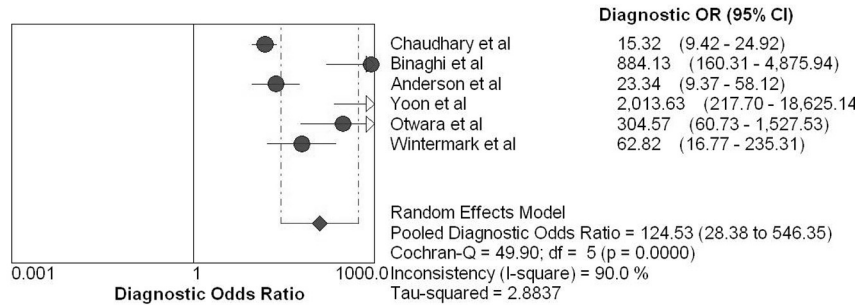 Diagnostic OR (95% CI)
Chaudhary et al 15.32 (9.42 - 24.92)
Binaghi et al 884.13 (160.31 - 4,875.94)
Anderson et al 23.34 (9.37 - 58.12)
Yoon et al 2,013.63 (217.70 - 18,625.14
Otwara et al 304.57 (60.73 - 1,527.53)
Wintermark et al 62.82 (16.77 - 235.31)
Random Effects Model
Pooled Diagnostic Odds Ratio = 124.53 (28.38 to 546.35)
Cochran-Q = 49.90; df = 5 (p = 0.0000)
0.001 1 1000.0 Inconsistency (I-square) = 90.0 %
Diagnostic Odds Ratio Tau-squared = 2.8837